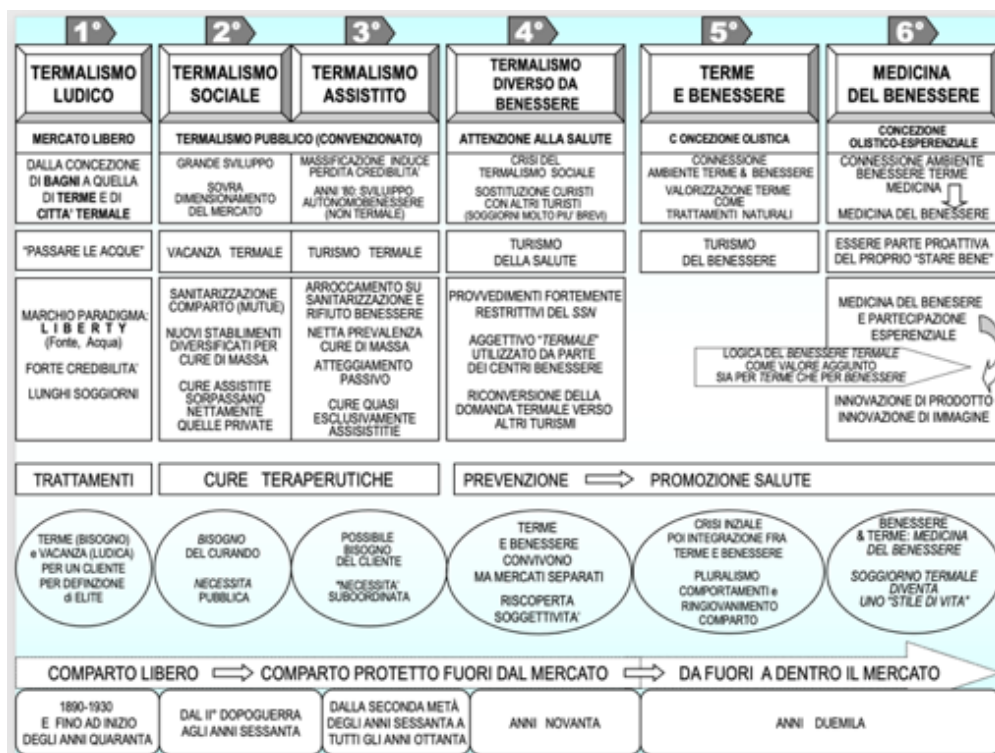 1°
2°
3°
4°
5°
6°
TERMALISMO
LUDICO
TERMALISMO
SOCIALE
TERMALISMO
ASSISTITO
TERMALISMO
DIVERSO DA
BENESSERE
TERME
E BENESSERE
MEDICINA
DEL BENESSERE
MERCATO LIBERO
TERMALISMO PUBBLICO (CONVENZIONATO)
ATTENZIONE ALLA SALUTE
C ONCEZIONE OLISTICA
CONCEZIONE
OLISTICO-ESPERENZIALE
DALLA CONCEZIONE
DI BAGNI A QUELLA
DI TERME E DI
CITTA' TERMALE
GRANDE SVILUPPO
SOVRA
DIMENSIONAMENTO
DEL MERCATO
MASSIFICAZIONE INDUCE
PERDITA CREDIBILITA'
ANNI '80: SVILUPPO
AUTONOMOBENESSERE
(NON TERMALE)
CRISI DEL
TERMALISMO SOCIALE
SOSTITUZIONE CURISTI
CON ALTRI TURISTI
(SOGGIORNI MOLTO PIU' BREVI)
CONNESSIONE
AMBIENTE TERME & BENESSERE
VALORIZZAZIONE TERME
COME
TRATTAMENTI NATURALI
CONNESSIONE AMBIENTE
BENESSERE TERME
MEDICINA
MEDICINA DEL BENESSERE
"PASSARE LE ACQUE"
VACANZA TERMALE
TURISMO TERMALE
TURISMO
DELLA SALUTE
TURISMO
DEL BENESSERE
ESSERE PARTE PROATTIVA
DEL PROPRIO "STARE BENE"
MARCHIO PARADIGMA:
L I B E R T Y
(Fonte, Acqua)
FORTE CREDIBILITA'
LUNGHI SOGGIORNI
SANITARIZZAZIONE
COMPARTO (MUTUE)
NUOVI STABILIMENTI
DIVERSIFICATI PER
CURE DI MASSA
CURE ASSISTITE
SORPASSANO
NETTAMENTE
QUELLE PRIVATE
ARROCCAMENTO SU
SANITARIZZAZIONE E
RIFIUTO BENESSERE
NETTA PREVALENZA
CURE DI MASSA
ATTEGGIAMENTO
PASSIVO
CURE QUASI
ESCLUSIVAMENTE
ASSISISTITIE
PROVVEDIMENTI FORTEMENTE
RESTRITTIVI DEL SSN
AGGETTIVO "TERMALE"
UTILIZZATO DA PARTE
DEI CENTRI BENESSERE
RICONVERSIONE DELLA
DOMANDA TERMALE VERSO
ALTRI TURISMI
LOGICA DEL BENESSERE TERMALE
COME VALORE AGGIUNTO
SIA PER TERME CHE PER BENESSERE
MEDICINA DEL BENESERE
E PARTECIPAZIONE
ESPERENZIALE
INNOVAZIONE DI PRODOTTO
INNOVAZIONE DI IMMAGINE
TRATTAMENTI
CURE TERAPERUTICHE
PREVENZIONE
PROMOZIONE SALUTE
TERME (BISOGNO)
e VACANZA (LUDICA)
PER UN CLIENTE
PER DEFINZIONE
di ELITE
BISOGNO
DEL CURANDO
NECESSITA
PUBBLICA
POSSIBILE
BISOGNO
DEL CLIENTE
"NECESSITA'
SUBORDINATA
TERME
E BENESSERE
CONVIVONO
MA MERCATI SEPARATI
RISCOPERTA
SOGGETTIVITA'
CRISI INZIALE
POI INTEGRAZIONE FRA
TERME E BENESSERE
PLURALISMO
COMPORTAMENTI e
RINGIOVANIMENTO
COMPARTO
BENESSERE
& TERME: MEDICINA
DEL BENESSERE
SOGGIORNO TERMALE
DIVENTA
UNO "STILE DI VITA"
COMPARTO LIBERO
COMPARTO PROTETTO FUORI DAL MERCATO
DA FUORI A DENTRO IL MERCATO
1890-1930
E FINO AD INIZIO
DEGLI ANNI QUARANTA
DAL II° DOPOGUERRA
AGLI ANNI SESSANTA
DALLA SECONDA METÀ
DEGLI ANNI SESSANTA A
TUTTI GLI ANNI OTTANTA
ANNI NOVANTA
ANNI DUEMILA